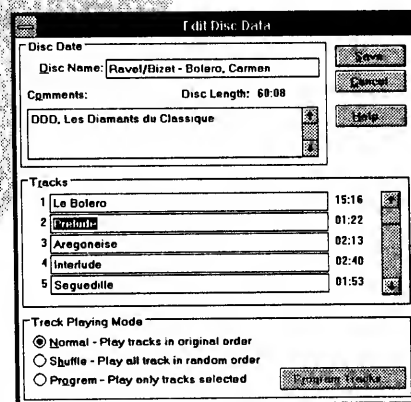 Edit Disc Data
Disc Date
Save
Disc Name: Ravel/Bizet - Bolero, Carmen
Cancel
Comments: Disc Length: 60:08
Help
DDD, Les Diamants du Classique
Tracks
1 Le Bolero 15:16
2 Prelude 01:22
3 Aregoneise 02:13
4 Interlude 02:40
5 Seguedille 01:53
Track Playing Mode
Normal - Play tracks in original order
Shuffle - Play all track in random order
Program - Play only tracks selected
Program Tracks